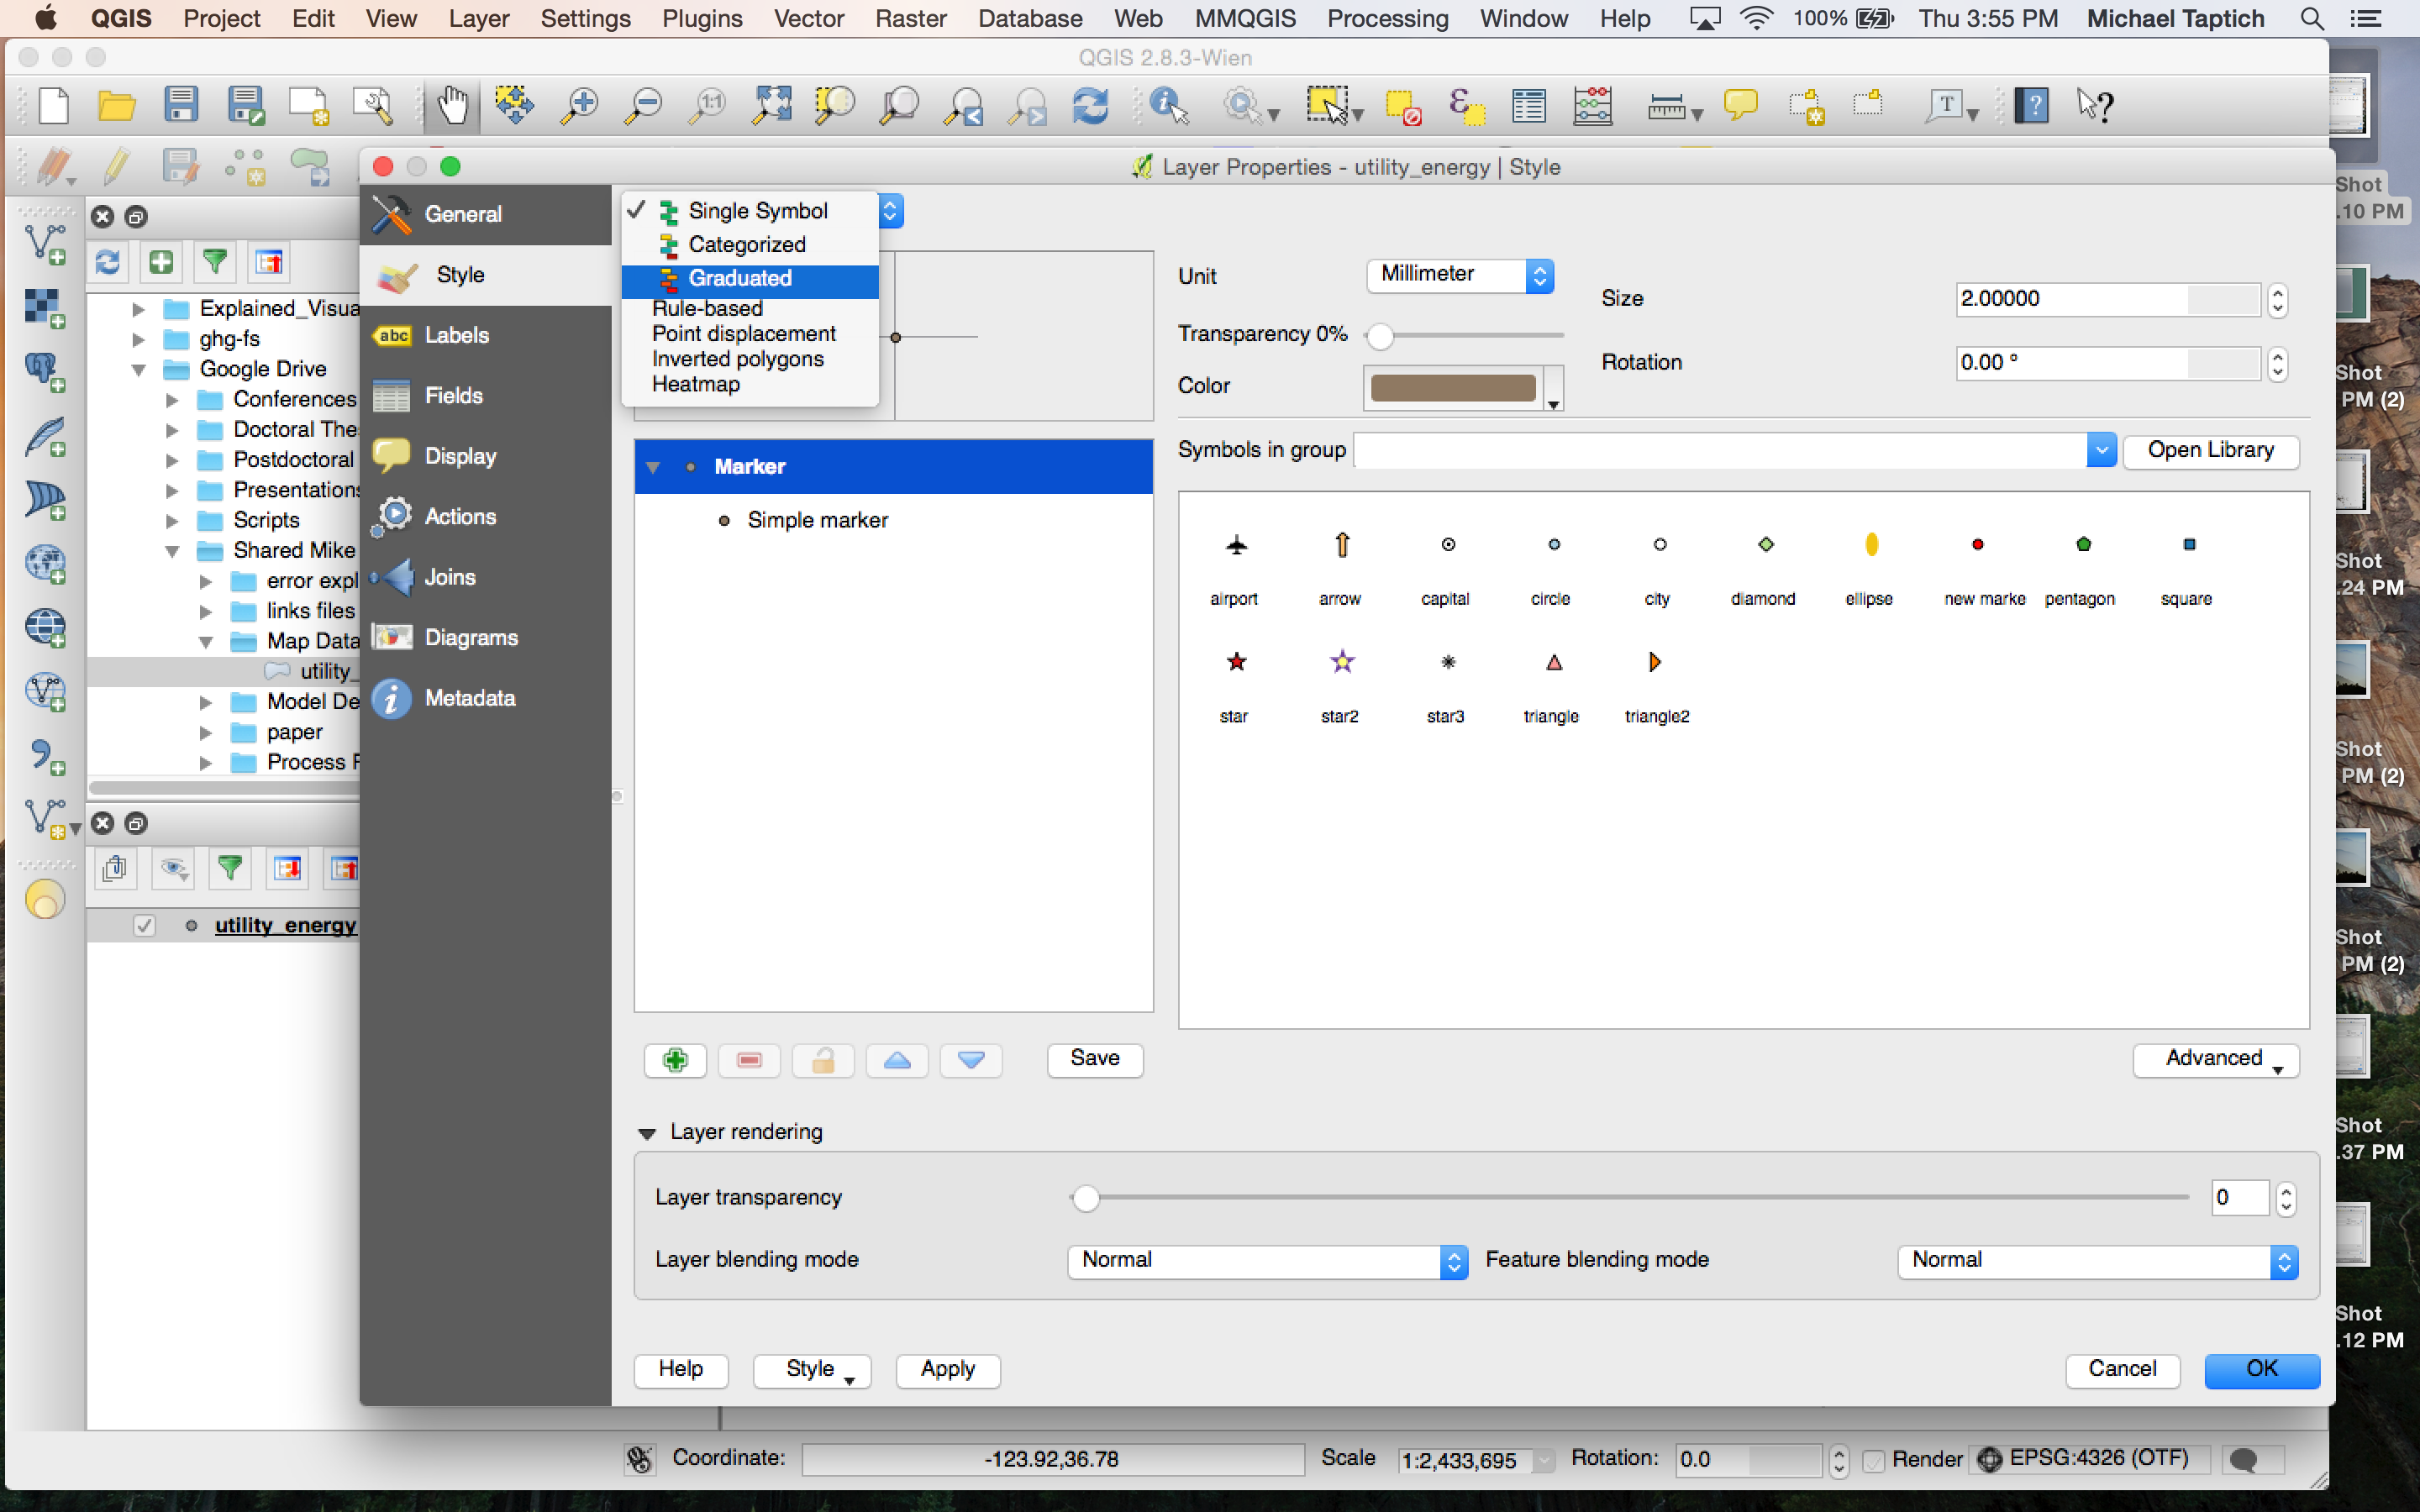 QGIS Project Edit View Layer Settings Plugins Vector Raster Database Web MMQGIS Processing Window Help 100% Thu 3:55 PM Michael Taptich
QGIS 2.8.3-Wien
Layer Properties - utility_energy | Style
General
Style
Labels
Fields
Display
Actions
Joins
Diagrams
Metadata
Explained_Visua
ghg-fs
Google Drive
Conferences
Doctoral The
Postdoctoral
Presentations
Scripts
Shared Mike
error expl
links files
Map Data
utility_
Model De
paper
Process F
utility_energy
Single Symbol
Categorized
Graduated
Rule-based
Point displacement
Inverted polygons
Heatmap
Marker
Simple marker
Unit Millimeter
Transparency 0%
Color
Size 2.00000
Rotation 0.00 °
Symbols in group Open Library
airport arrow capital circle city diamond ellipse new marke pentagon square
star star2 star3 triangle triangle2
Save Advanced
Layer rendering
Layer transparency 0
Layer blending mode Normal Feature blending mode Normal
Help Style Apply Cancel OK
Coordinate: -123.92,36.78 Scale 1:2,433,695 Rotation: 0.0 Render EPSG:4326 (OTF)
Shot
.10 PM
Shot
PM (2)
Shot
.24 PM
Shot
PM (2)
Shot
PM (2)
Shot
.37 PM
Shot
.12 PM